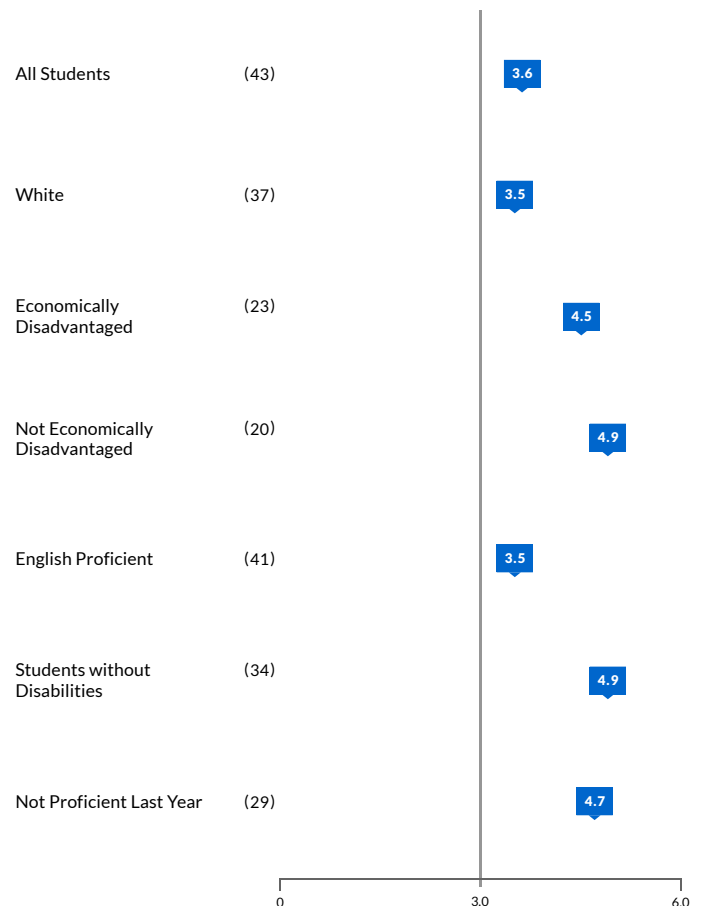 All Students (43) 3.6
White (37) 3.5
Economically (23)
Disadvantaged 4.5
Not Economically (20)
Disadvantaged 4.9
English Proficient (41) 3.5
Students without (34)
Disabilities 4.9
Not Proficient Last Year (29) 4.7
0 3.0 6.0